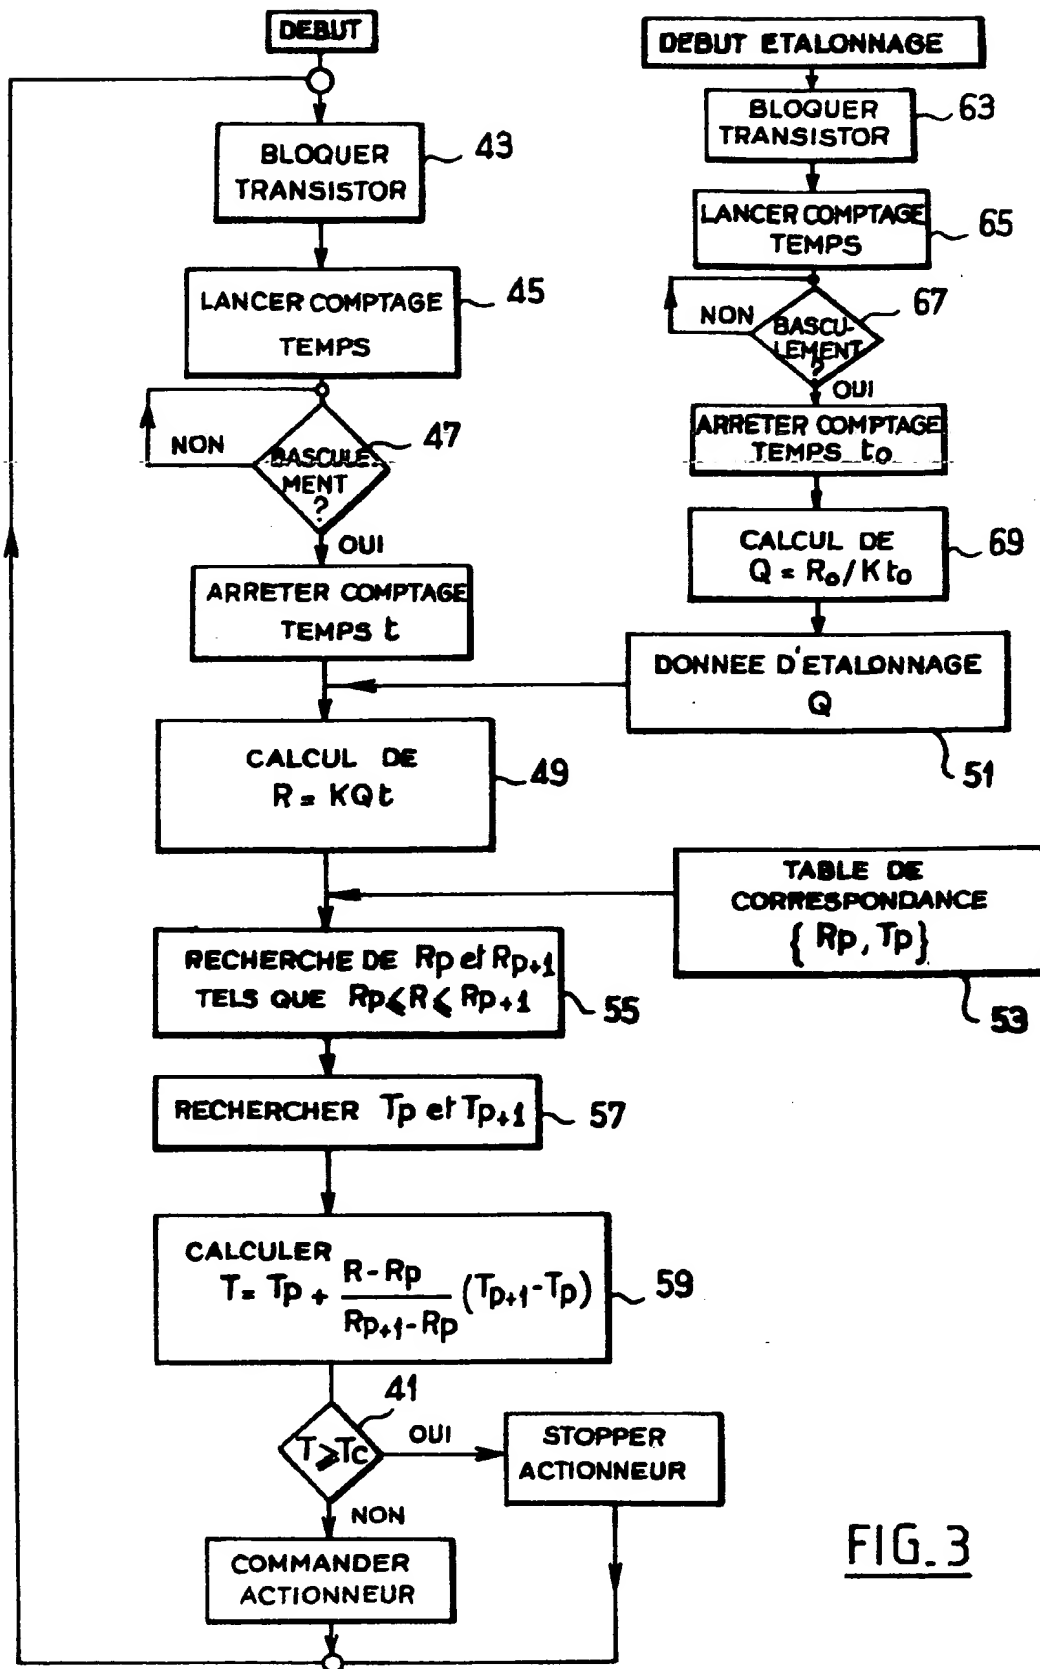 DEBUT
BLOQUER
TRANSISTOR
43
LANCER COMPTAGE
TEMPS
45
NON
BASCULE-
MENT
?
47
OUI
ARRETER COMPTAGE
TEMPS t
CALCUL DE
R = KQt
49
RECHERCHE DE Rp et Rp+1
TELS QUE Rp⩽R⩽Rp+1
55
RECHERCHER Tp et Tp+1
57
CALCULER
T = Tp + (R-Rp)/(Rp+1-Rp) (Tp+1-Tp)
59
41
T⩾Tc
OUI
STOPPER
ACTIONNEUR
NON
COMMANDER
ACTIONNEUR
DEBUT ETALONNAGE
BLOQUER
TRANSISTOR
63
LANCER COMPTAGE
TEMPS
65
NON
BASCU-
LEMENT
?
67
OUI
ARRETER COMPTAGE
TEMPS to
CALCUL DE
Q = Ro/Kto
69
DONNEE D'ETALONNAGE
Q
51
TABLE DE
CORRESPONDANCE
{Rp, Tp}
53
FIG_3